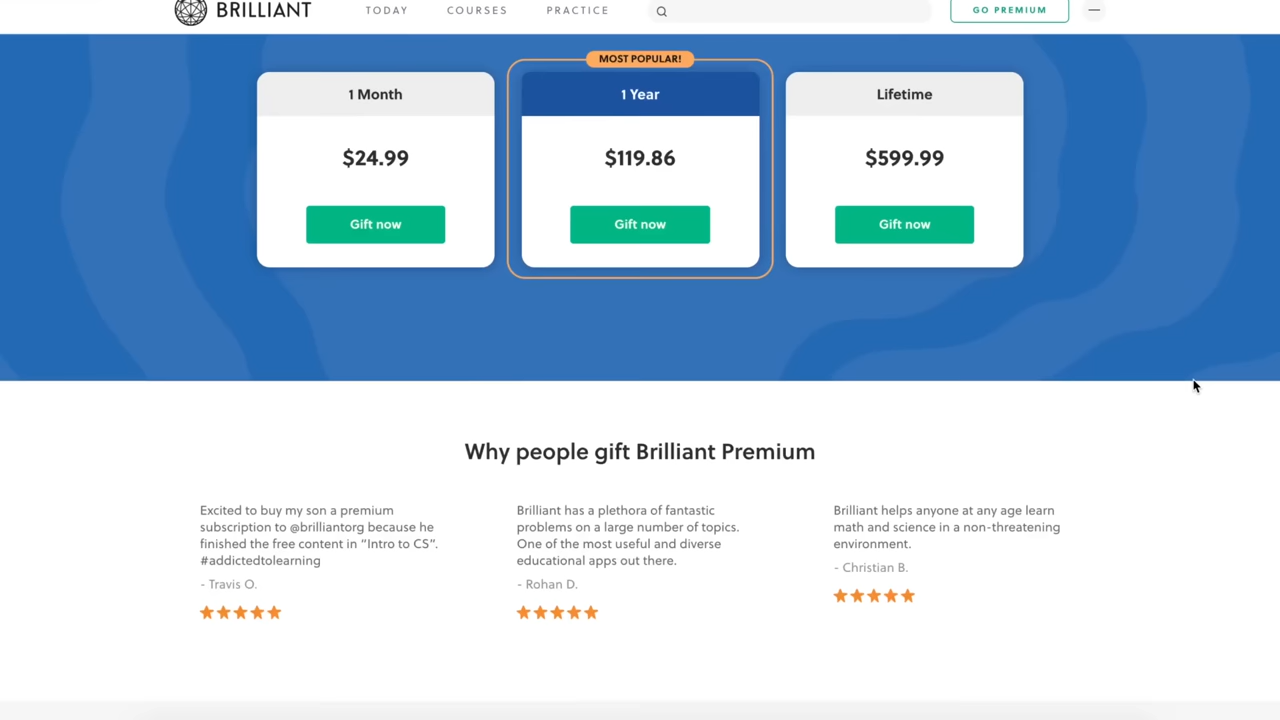 BRILLIANT
TODAY
COURSES
PRACTICE
GO PREMIUM
MOST POPULAR!
1 Month
$24.99
Gift now
1 Year
$119.86
Gift now
Lifetime
$599.99
Gift now
Why people gift Brilliant Premium
Excited to buy my son a premium
subscription to @brilliantorg because he
finished the free content in “Intro to CS”.
#addictedtolearning
- Travis O.
Brilliant has a plethora of fantastic
problems on a large number of topics.
One of the most useful and diverse
educational apps out there.
- Rohan D.
Brilliant helps anyone at any age learn
math and science in a non-threatening
environment.
- Christian B.